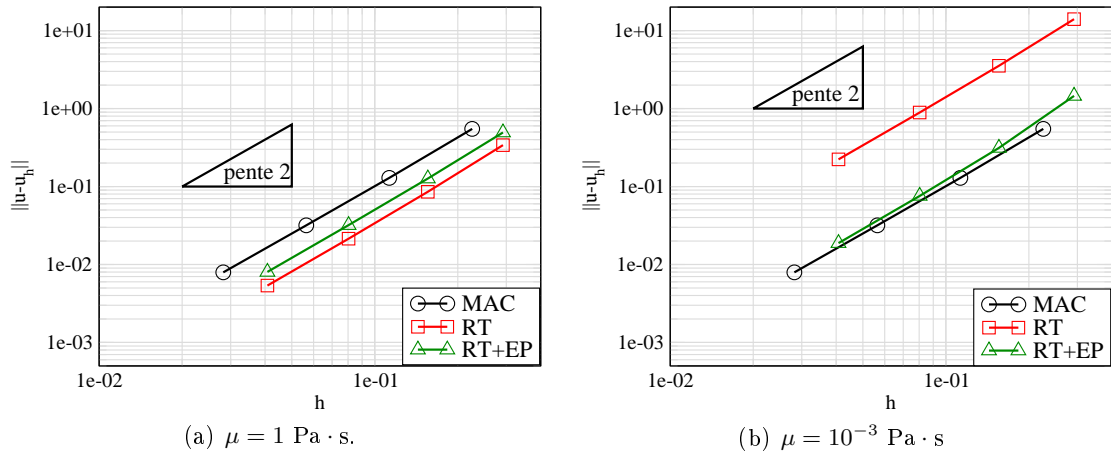 1e+01
1e+00
1e-01
1e-02
1e-03
||u-u_h||
pente 2
MAC
RT
RT+EP
1e-02
1e-01
h
(a) μ = 1 Pa · s.
1e+01
1e+00
1e-01
1e-02
1e-03
||u-u_h||
pente 2
MAC
RT
RT+EP
1e-02
1e-01
h
(b) μ = 10⁻³ Pa · s